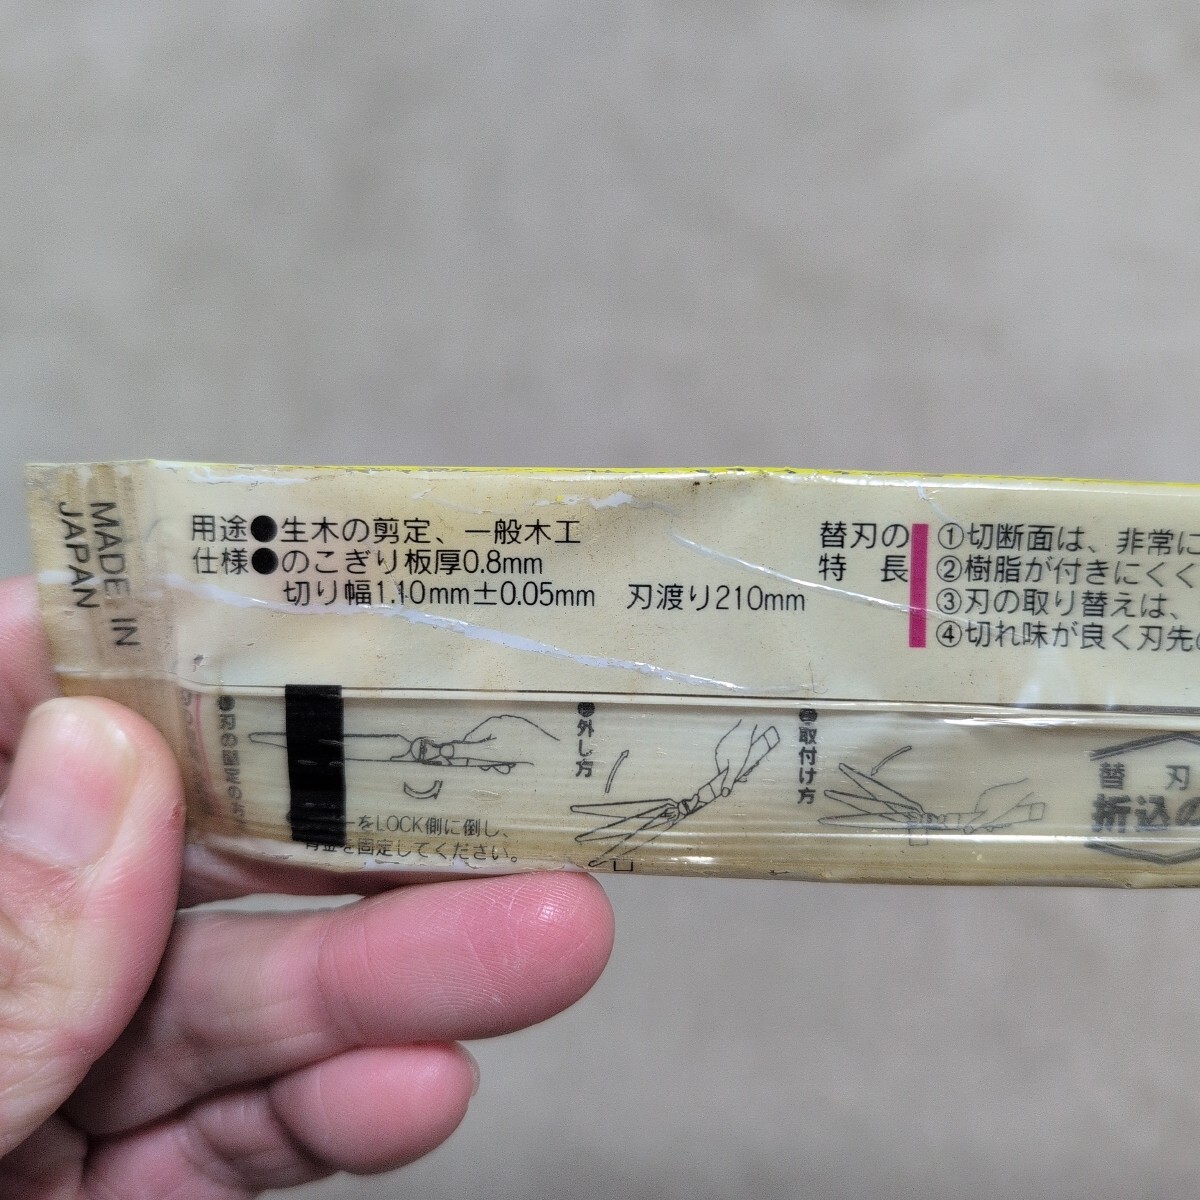 MADE IN
JAPAN
用途●生木の剪定、一般木工
仕様●のこぎり板厚0.8mm
切り幅1.10mm±0.05mm 刃渡り210mm
替刃の
特長
①切断面は、非常に
②樹脂が付きにくく
③刃の取り替えは、
④切れ味が良く刃先
外し方
取付け方
をLOCK側に倒し、
を固定してください。
替刃
折込の